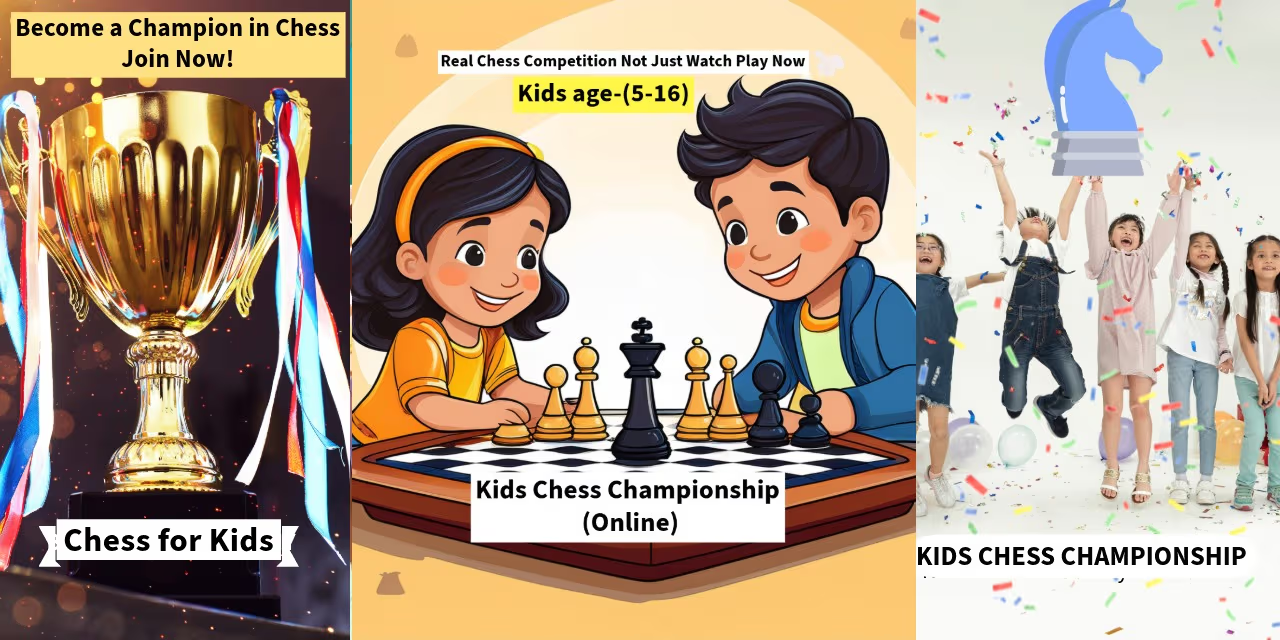 Become a Champion in Chess
Join Now!
Chess for Kids
Real Chess Competition Not Just Watch Play Now
Kids age-(5-16)
Kids Chess Championship
(Online)
KIDS CHESS CHAMPIONSHIP